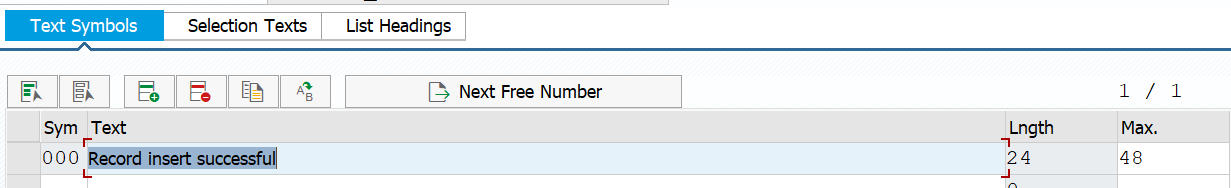 Text Symbols Selection Texts List Headings
Next Free Number 1 / 1
Sym Text Lngth Max.
000 Record insert successful 24 48